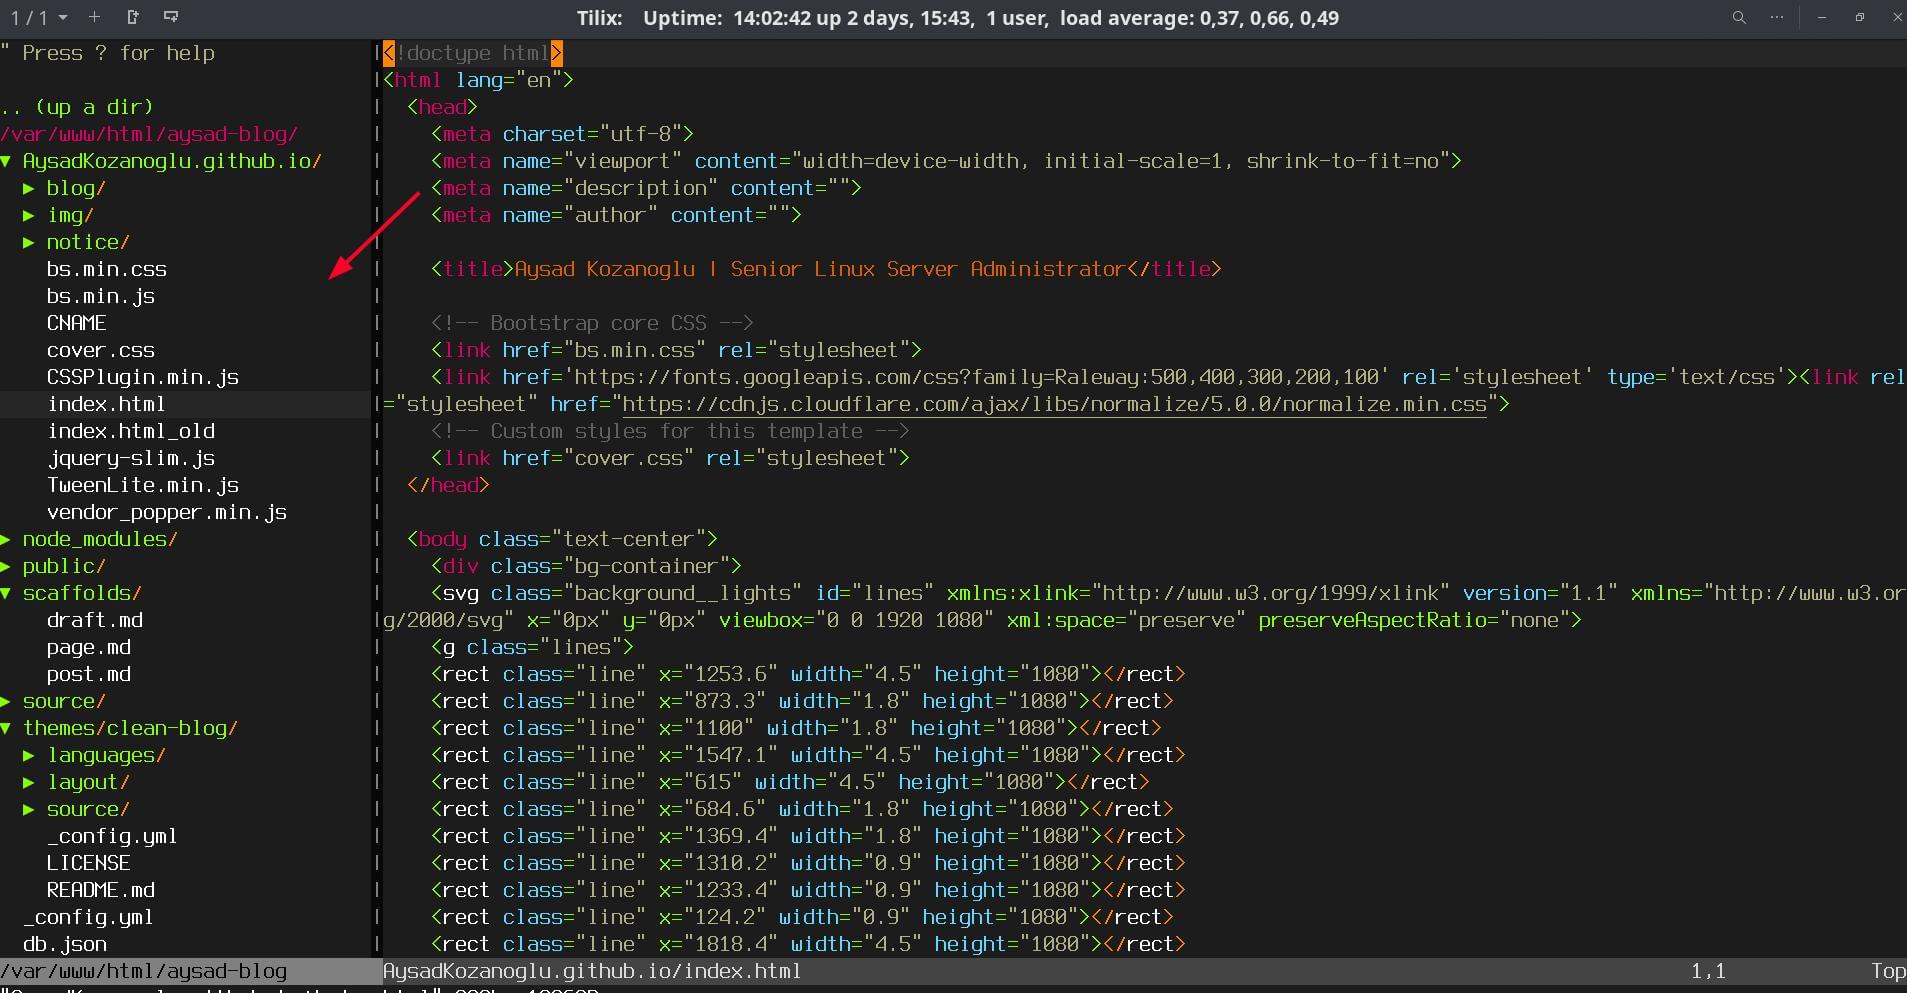 1 / 1
Tilix: Uptime: 14:02:42 up 2 days, 15:43, 1 user, load average: 0,37, 0,66, 0,49
" Press ? for help
.. (up a dir)
/var/www/html/aysad-blog/
▼ AysadKozanoglu.github.io/
▶ blog/
▶ img/
▶ notice/
bs.min.css
bs.min.js
CNAME
cover.css
CSSPlugin.min.js
index.html
index.html_old
jquery-slim.js
TweenLite.min.js
vendor_popper.min.js
▶ node_modules/
▶ public/
▼ scaffolds/
draft.md
page.md
post.md
▶ source/
▼ themes/clean-blog/
▶ languages/
▶ layout/
▶ source/
_config.yml
LICENSE
README.md
_config.yml
db.json
/var/www/html/aysad-blog
<!doctype html>
<html lang="en">
<head>
<meta charset="utf-8">
<meta name="viewport" content="width=device-width, initial-scale=1, shrink-to-fit=no">
<meta name="description" content="">
<meta name="author" content="">
<title>Aysad Kozanoglu | Senior Linux Server Administrator</title>
<!-- Bootstrap core CSS -->
<link href="bs.min.css" rel="stylesheet">
<link href='https://fonts.googleapis.com/css?family=Raleway:500,400,300,200,100' rel='stylesheet' type='text/css'><link rel
="stylesheet" href="https://cdnjs.cloudflare.com/ajax/libs/normalize/5.0.0/normalize.min.css">
<!-- Custom styles for this template -->
<link href="cover.css" rel="stylesheet">
</head>
<body class="text-center">
<div class="bg-container">
<svg class="background__lights" id="lines" xmlns:xlink="http://www.w3.org/1999/xlink" version="1.1" xmlns="http://www.w3.or
g/2000/svg" x="0px" y="0px" viewbox="0 0 1920 1080" xml:space="preserve" preserveAspectRatio="none">
<g class="lines">
<rect class="line" x="1253.6" width="4.5" height="1080"></rect>
<rect class="line" x="873.3" width="1.8" height="1080"></rect>
<rect class="line" x="1100" width="1.8" height="1080"></rect>
<rect class="line" x="1547.1" width="4.5" height="1080"></rect>
<rect class="line" x="615" width="4.5" height="1080"></rect>
<rect class="line" x="684.6" width="1.8" height="1080"></rect>
<rect class="line" x="1369.4" width="1.8" height="1080"></rect>
<rect class="line" x="1310.2" width="0.9" height="1080"></rect>
<rect class="line" x="1233.4" width="0.9" height="1080"></rect>
<rect class="line" x="124.2" width="0.9" height="1080"></rect>
<rect class="line" x="1818.4" width="4.5" height="1080"></rect>
AysadKozanoglu.github.io/index.html 1,1 Top